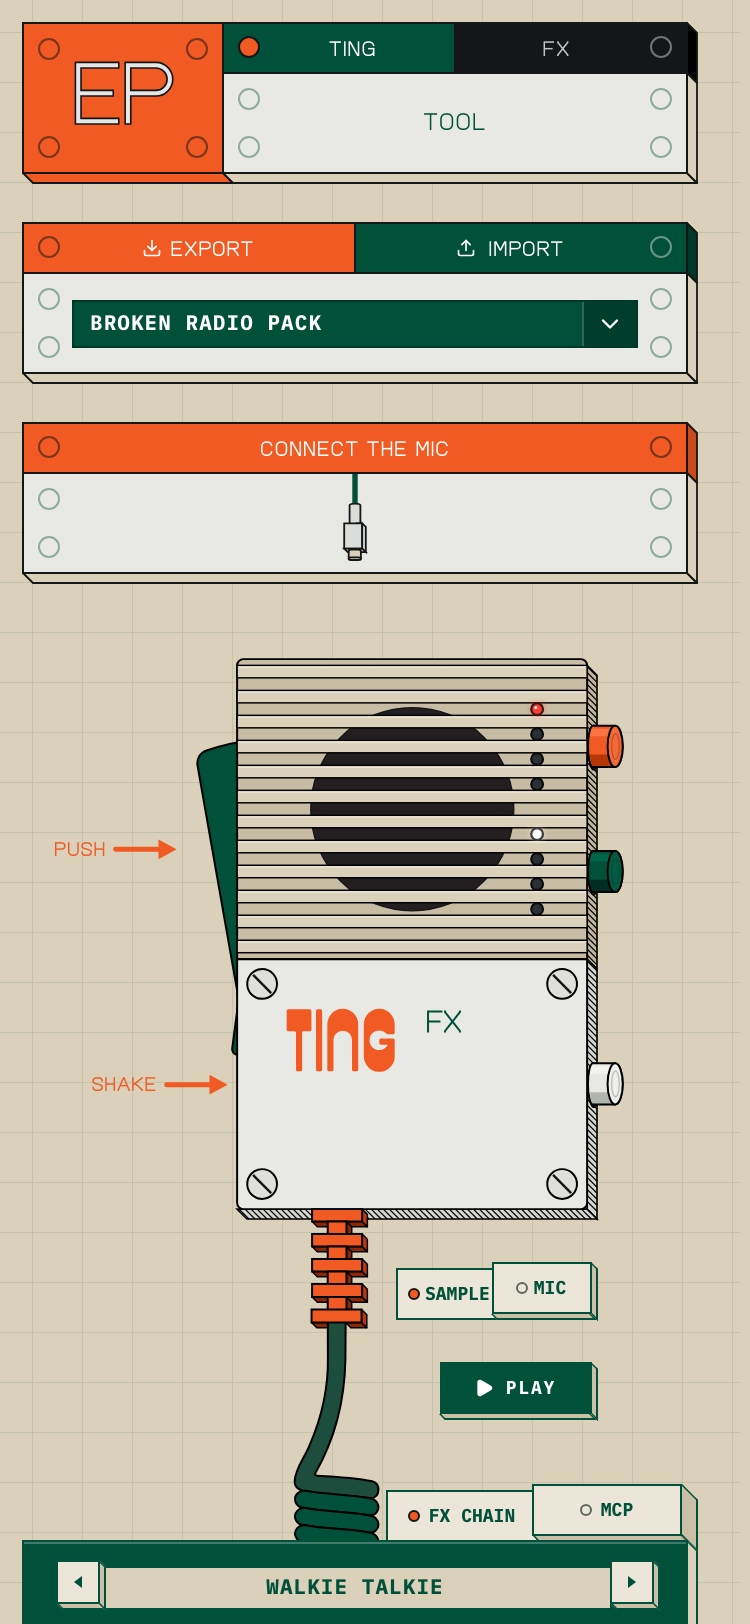 EP
TING
FX
TOOL
EXPORT
IMPORT
BROKEN RADIO PACK
CONNECT THE MIC
PUSH
TING FX
SHAKE
SAMPLE
MIC
PLAY
FX CHAIN
MCP
WALKIE TALKIE